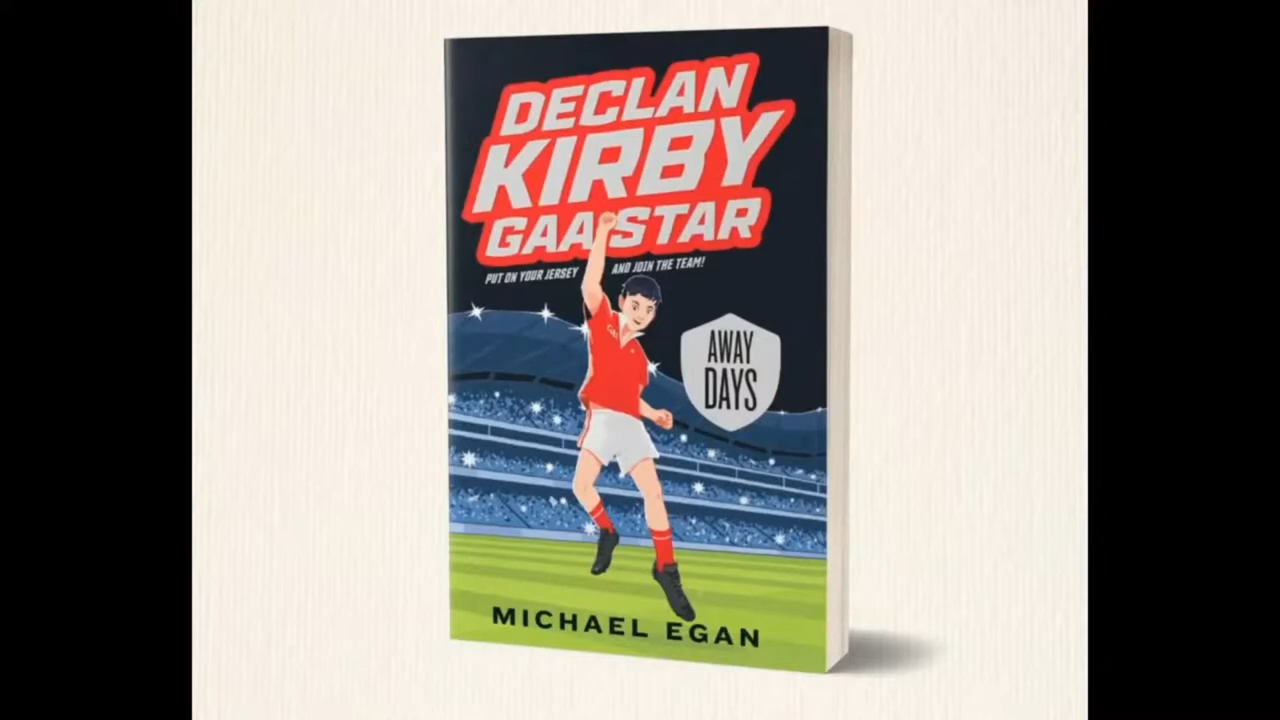 DECLAN
KIRBY
GAA STAR
PUT ON YOUR JERSEY AND JOIN THE TEAM!
AWAY
DAYS
MICHAEL EGAN